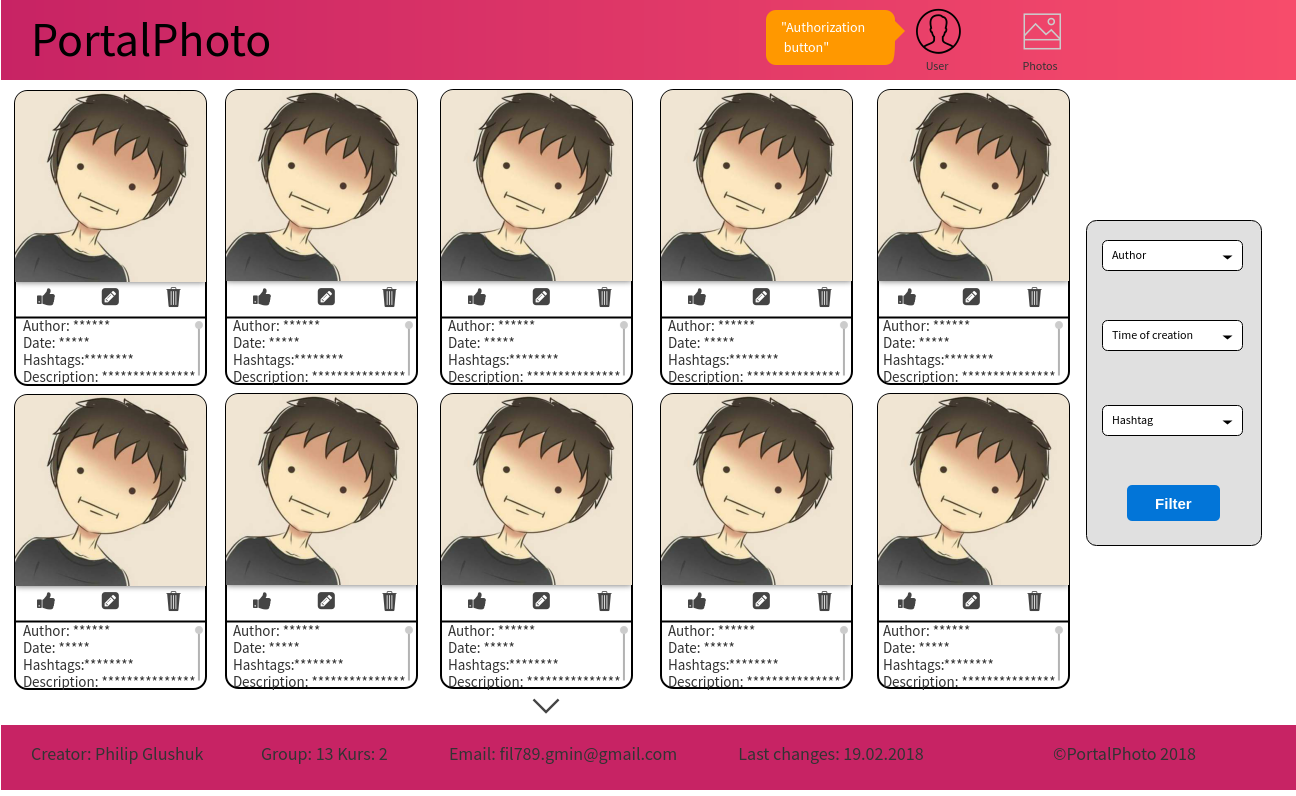 PortalPhoto
"Authorization
button"
User
Photos
Author: ******
Date: *****
Hashtags:********
Description: ***************
Author: ******
Date: *****
Hashtags:********
Description: ***************
Author: ******
Date: *****
Hashtags:********
Description: ***************
Author: ******
Date: *****
Hashtags:********
Description: ***************
Author: ******
Date: *****
Hashtags:********
Description: ***************
Author: ******
Date: *****
Hashtags:********
Description: ***************
Author: ******
Date: *****
Hashtags:********
Description: ***************
Author: ******
Date: *****
Hashtags:********
Description: ***************
Author: ******
Date: *****
Hashtags:********
Description: ***************
Author: ******
Date: *****
Hashtags:********
Description: ***************
Author
Time of creation
Hashtag
Filter
Creator: Philip Glushuk
Group: 13 Kurs: 2
Email: fil789.gmin@gmail.com
Last changes: 19.02.2018
©PortalPhoto 2018